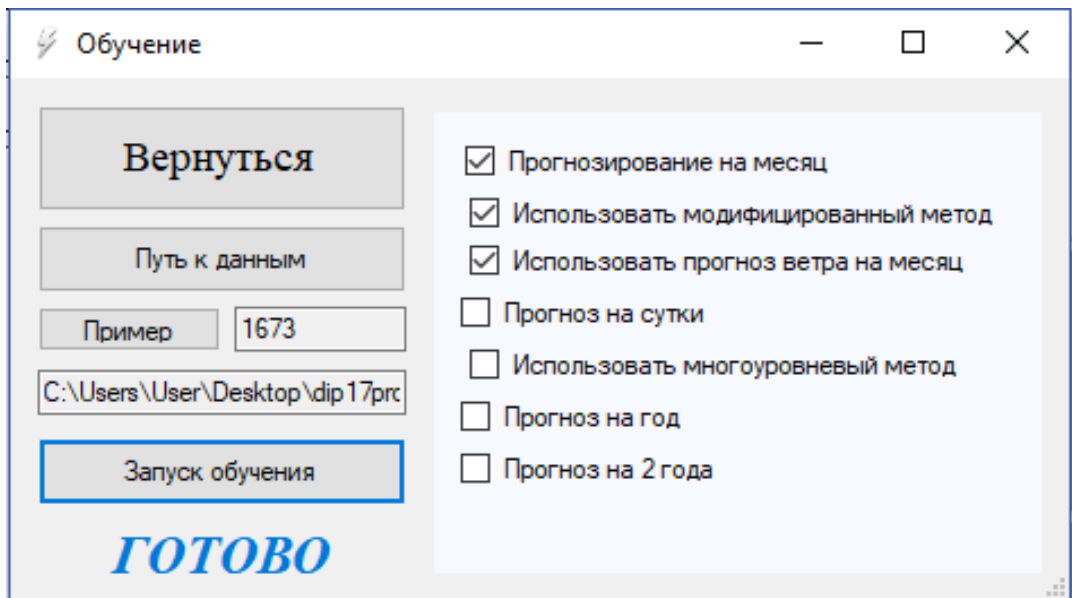 Обучение
Вернуться
Путь к данным
Пример
1673
C:\Users\User\Desktop\dip17prc
Запуск обучения
ГОТОВО
Прогнозирование на месяц
Использовать модифицированный метод
Использовать прогноз ветра на месяц
Прогноз на сутки
Использовать многоуровневый метод
Прогноз на год
Прогноз на 2 года